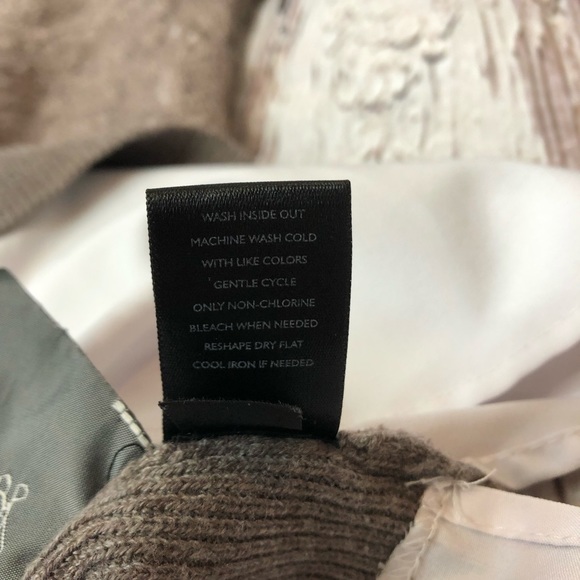 WASH INSIDE OUT
MACHINE WASH COLD
WITH LIKE COLORS
GENTLE CYCLE
ONLY NON-CHLORINE
BLEACH WHEN NEEDED
RESHAPE DRY FLAT
COOL IRON IF NEEDED